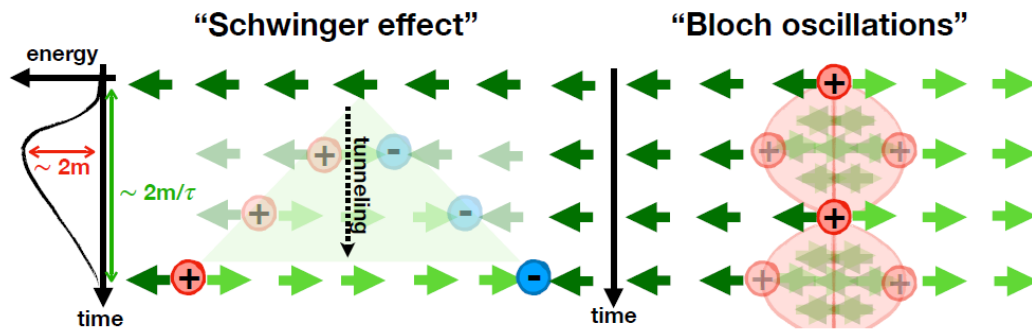 “Schwinger effect”
“Bloch oscillations”
energy
+
+
-
tunneling
+
+
~ 2m
~ 2m/τ
+
-
+
+
-
+
+
time
time